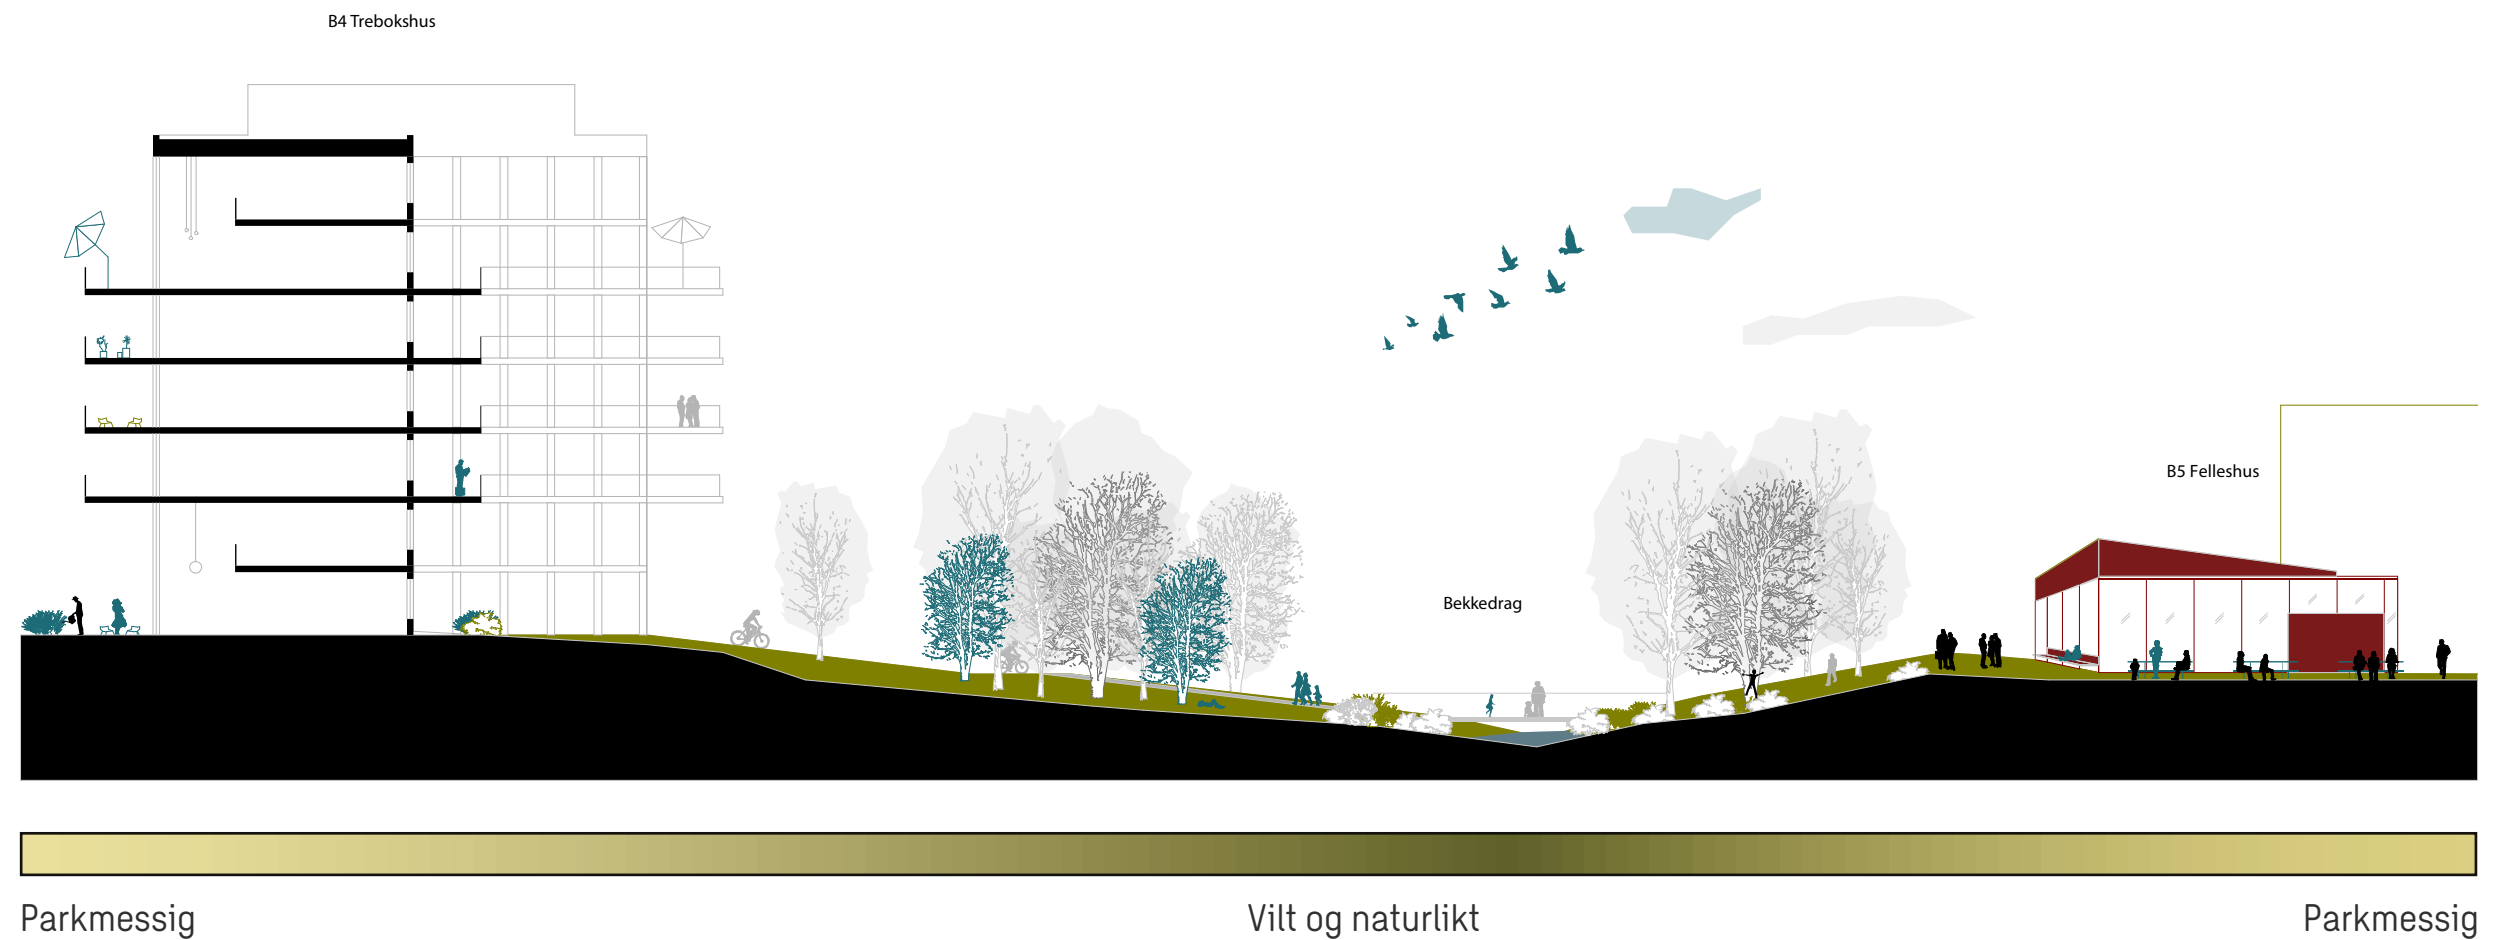 B4 Trebokshus
B5 Felleshus
Bekkedrag
Parkmessig
Vilt og naturlikt
Parkmessig